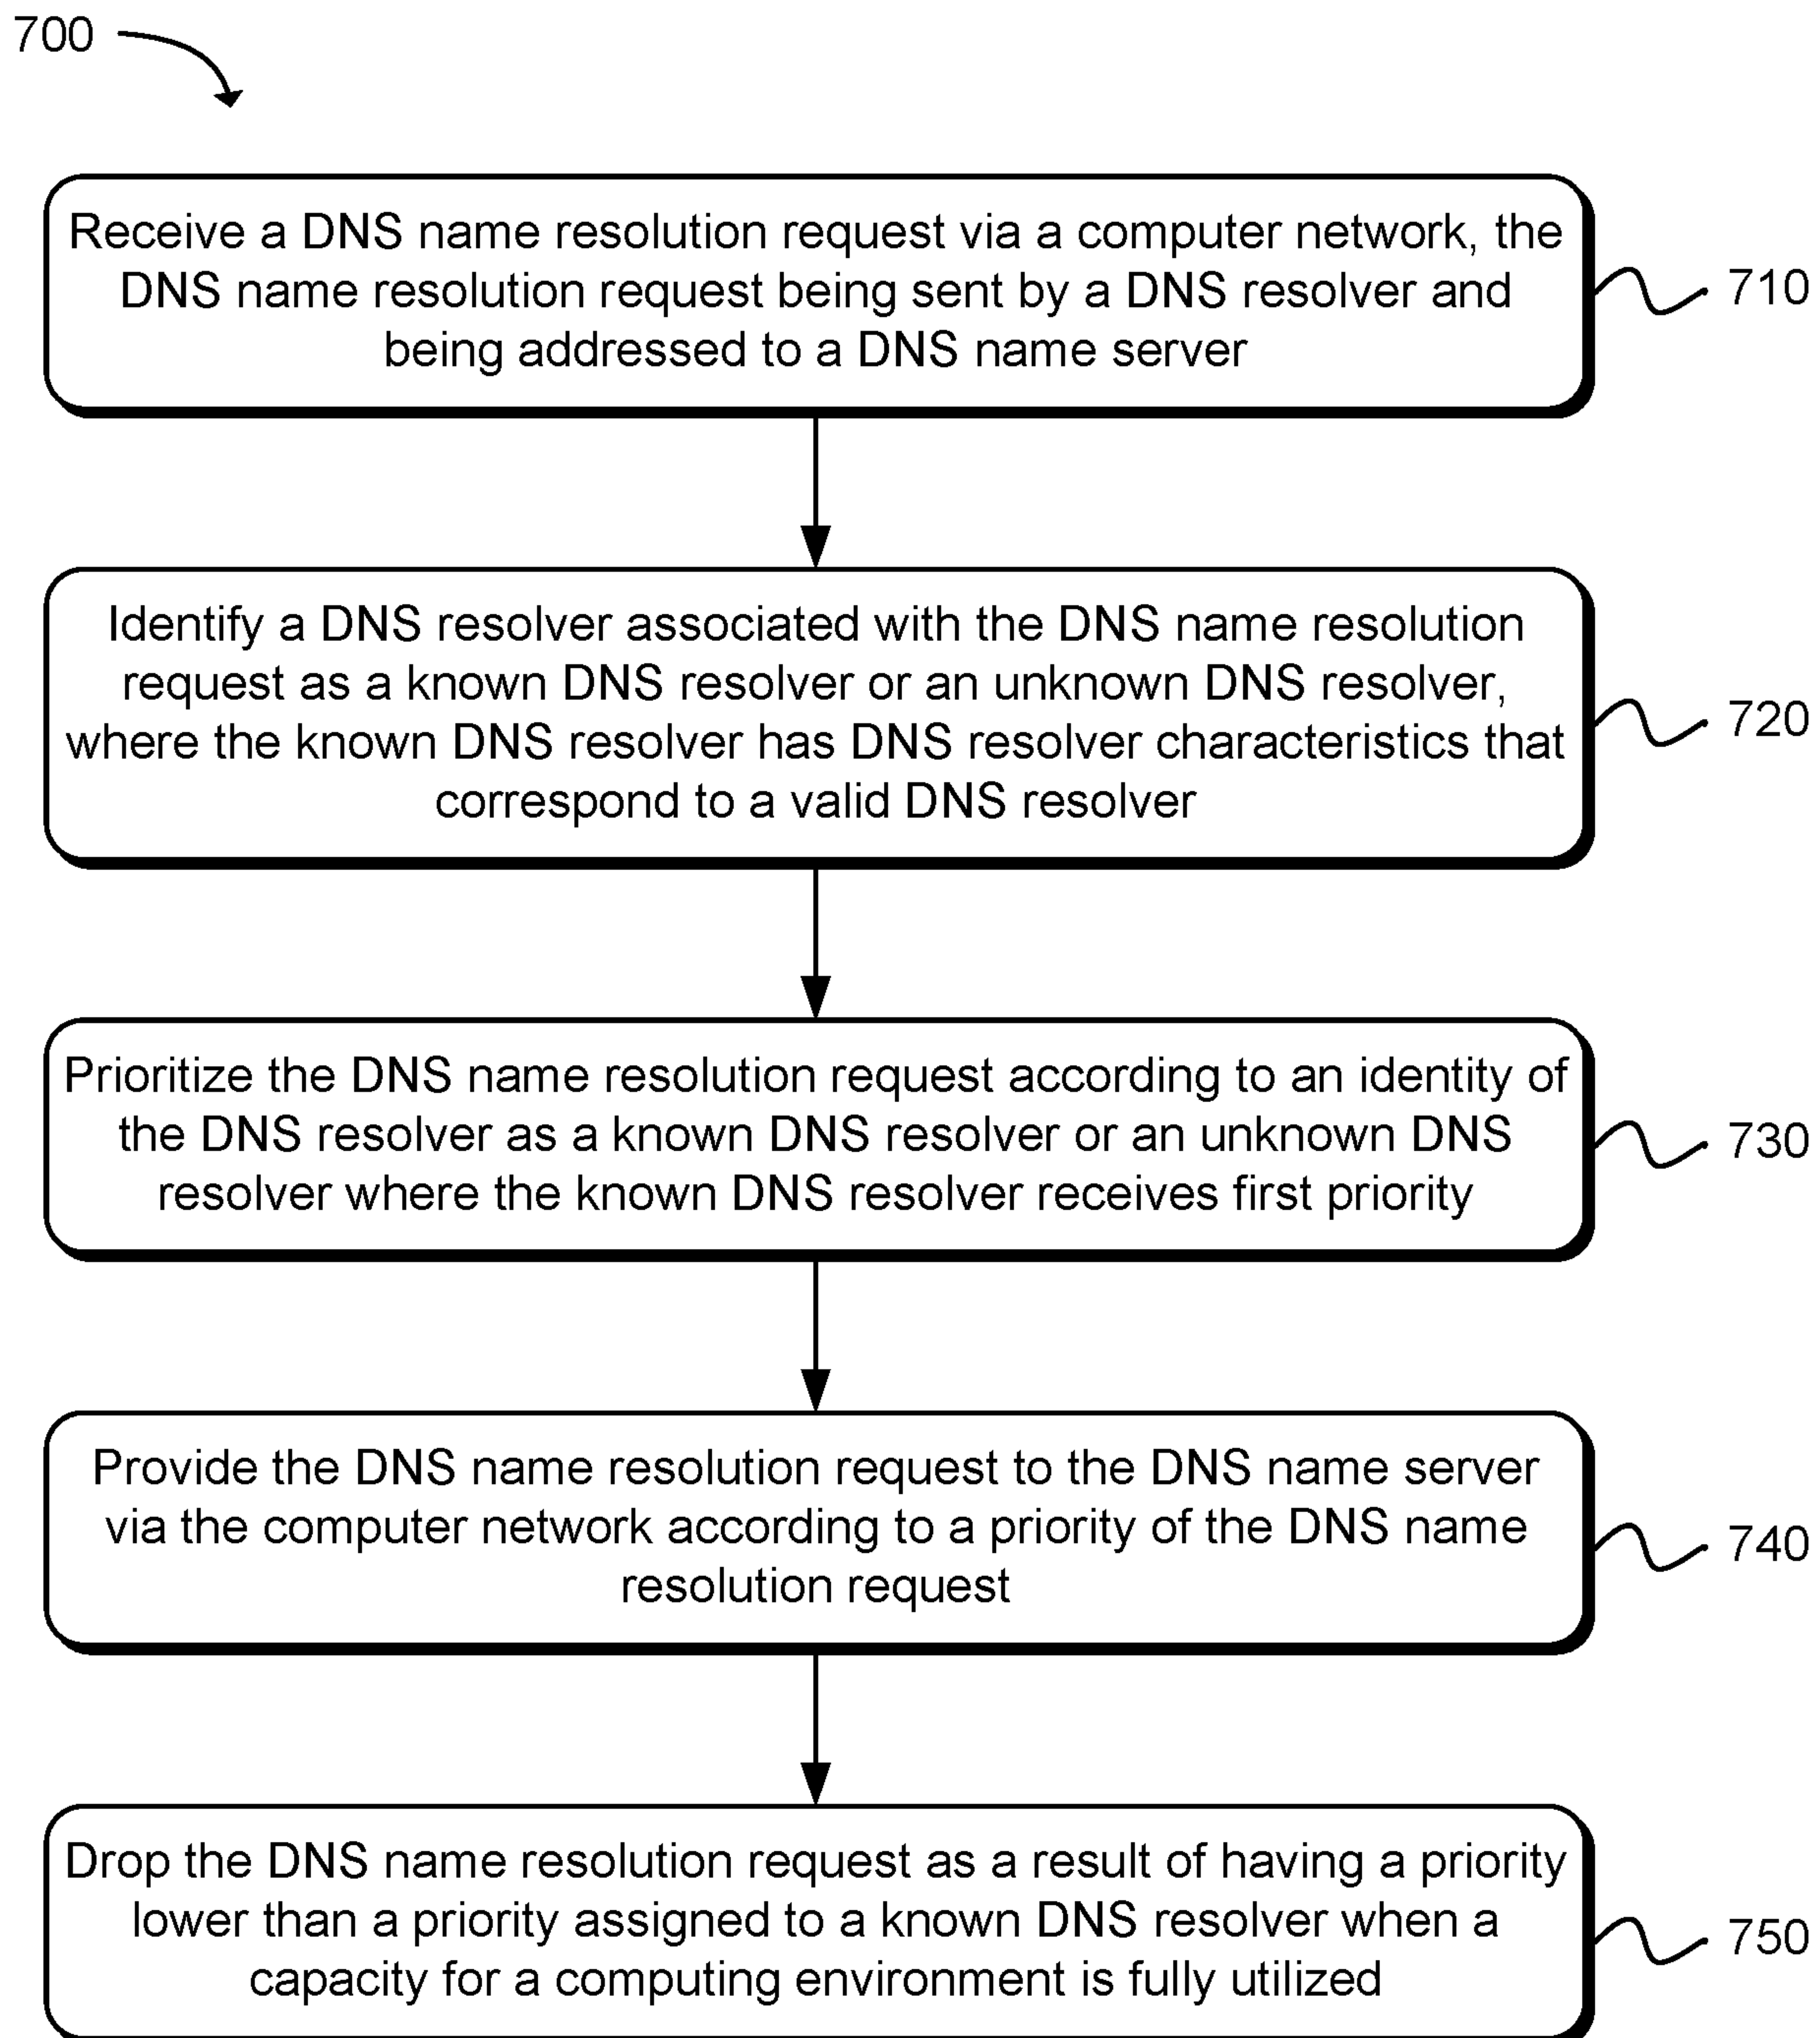 700
Receive a DNS name resolution request via a computer network, the
DNS name resolution request being sent by a DNS resolver and
being addressed to a DNS name server
710
Identify a DNS resolver associated with the DNS name resolution
request as a known DNS resolver or an unknown DNS resolver,
where the known DNS resolver has DNS resolver characteristics that
correspond to a valid DNS resolver
720
Prioritize the DNS name resolution request according to an identity of
the DNS resolver as a known DNS resolver or an unknown DNS
resolver where the known DNS resolver receives first priority
730
Provide the DNS name resolution request to the DNS name server
via the computer network according to a priority of the DNS name
resolution request
740
Drop the DNS name resolution request as a result of having a priority
lower than a priority assigned to a known DNS resolver when a
capacity for a computing environment is fully utilized
750